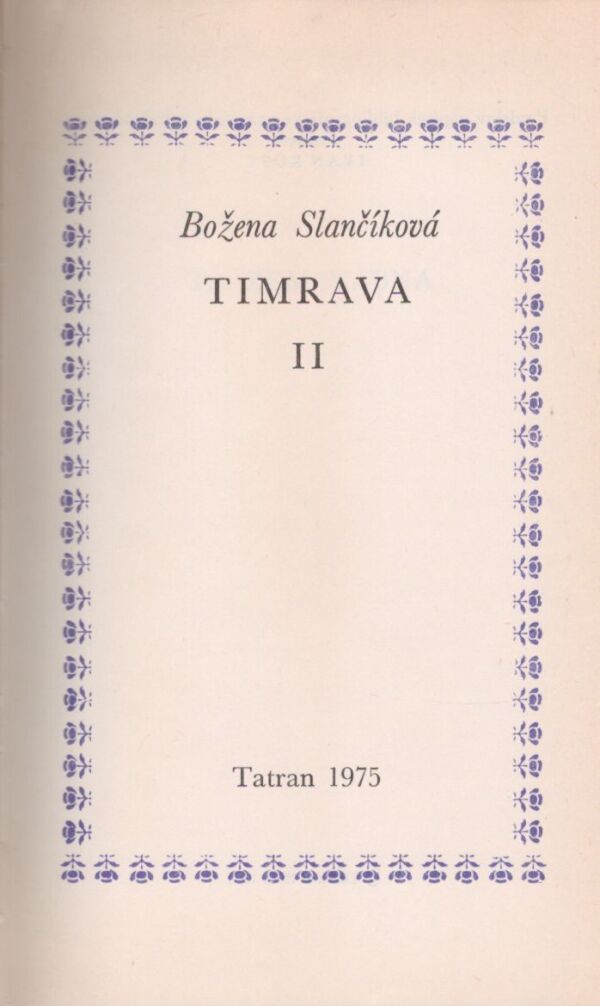 Božena Slančíková
TIMRAVA
II
Tatran 1975